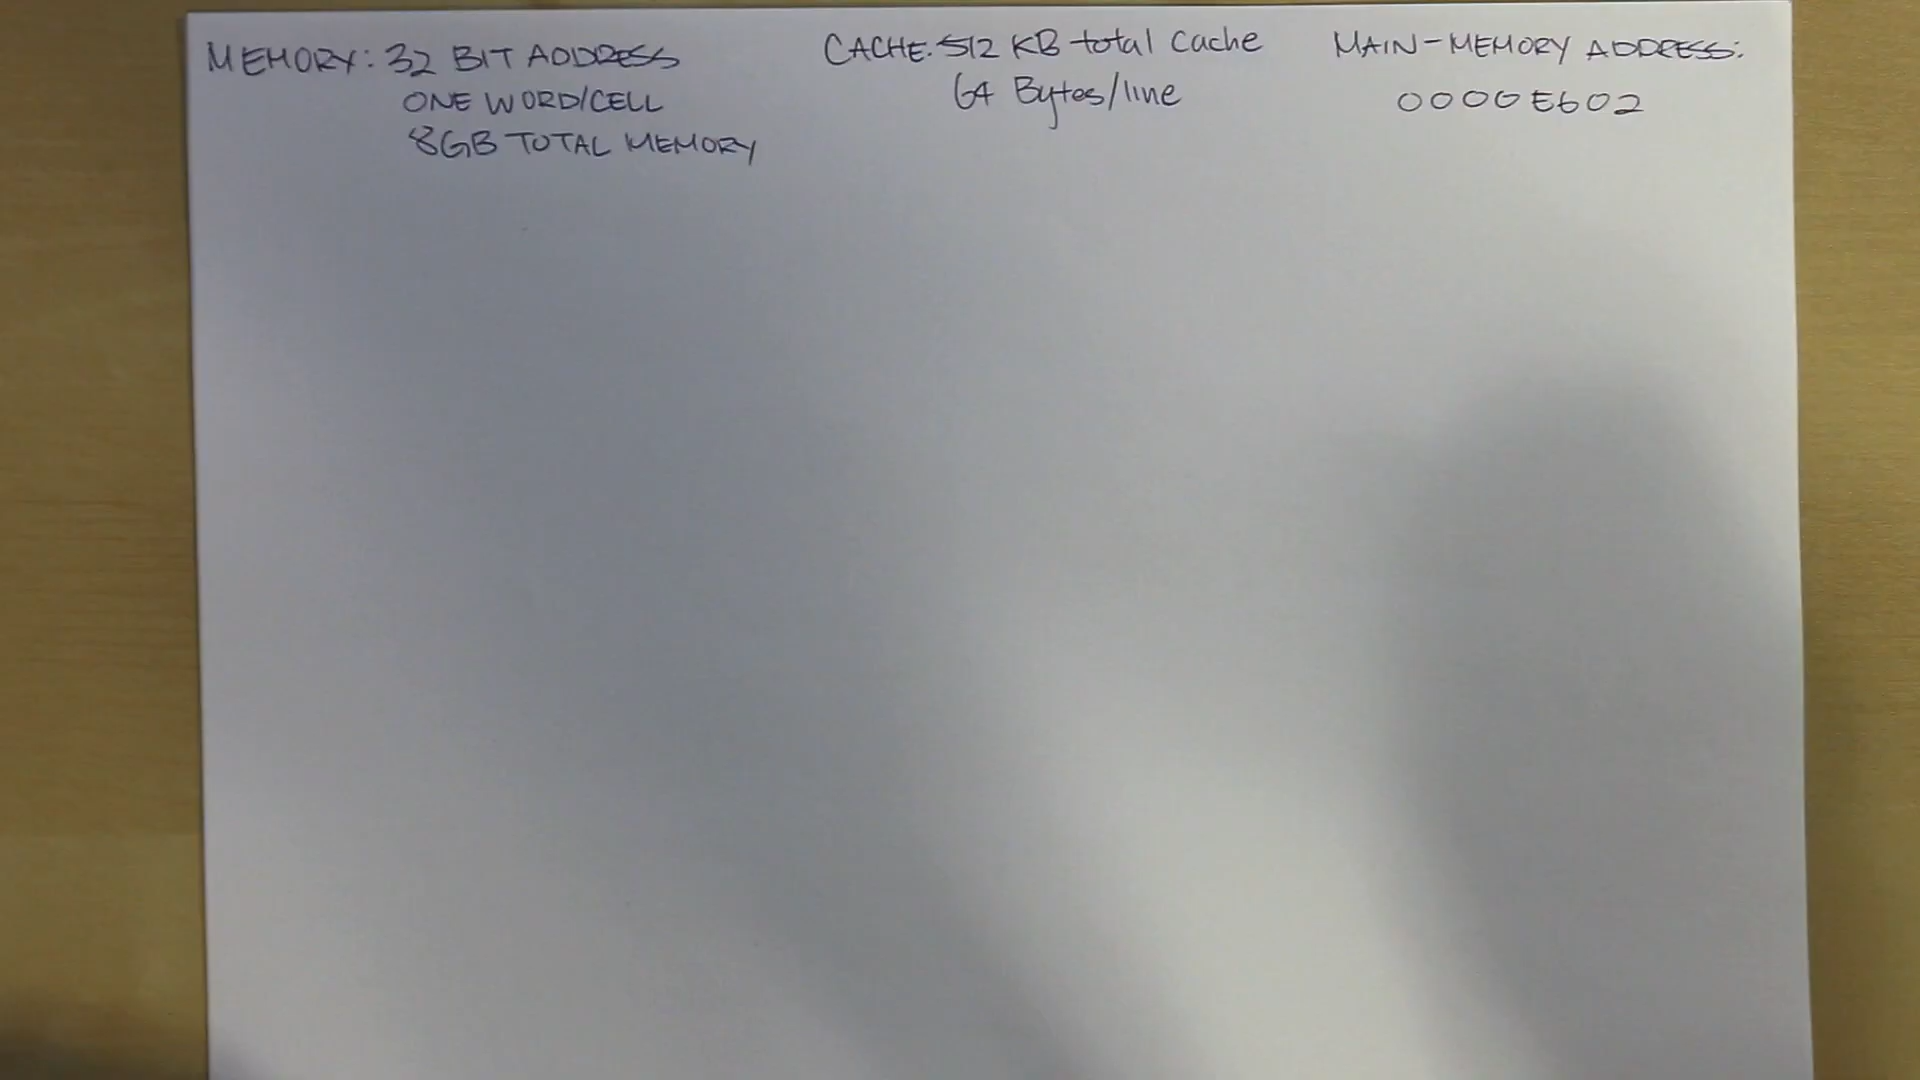 MEMORY: 32 BIT ADDRESS
ONE WORD/CELL
8GB TOTAL MEMORY
CACHE: 512 KB total Cache
64 Bytes/line
MAIN-MEMORY ADDRESS:
0000E602